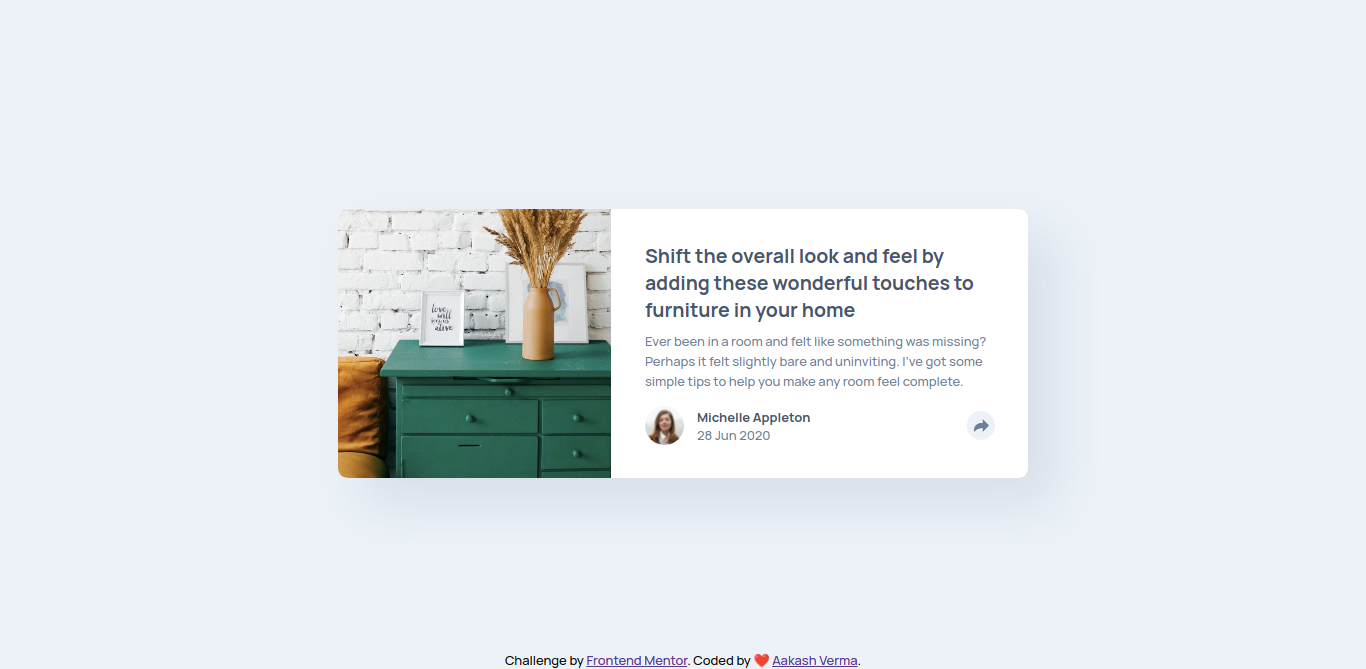 love
will
alive
Shift the overall look and feel by
adding these wonderful touches to
furniture in your home
Ever been in a room and felt like something was missing?
Perhaps it felt slightly bare and uninviting. I've got some
simple tips to help you make any room feel complete.
Michelle Appleton
28 Jun 2020
Challenge by Frontend Mentor. Coded by ❤️ Aakash Verma.